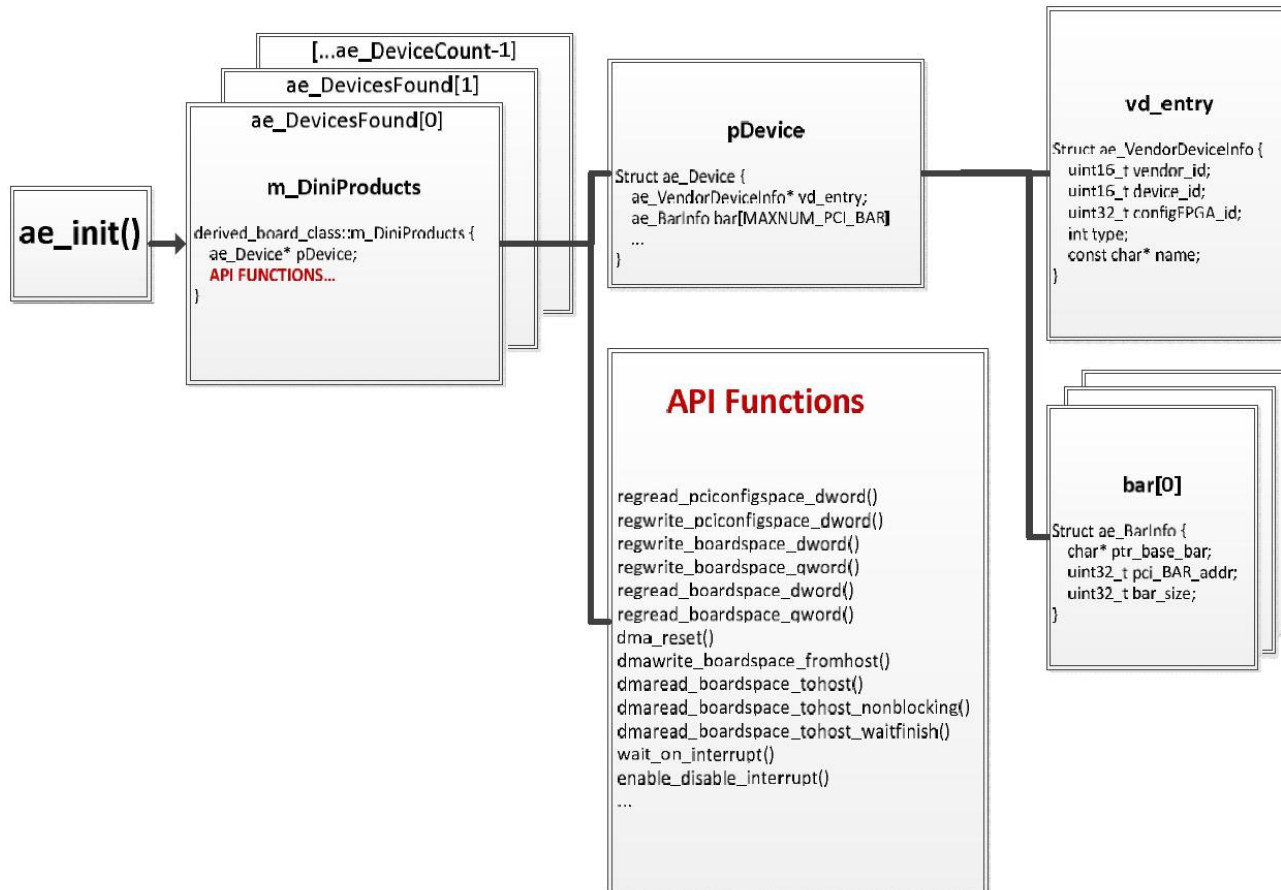 ae_init()
[...ae_DeviceCount-1]
ae_DevicesFound[1]
ae_DevicesFound[0]
m_DiniProducts
derived_board_class::m_DiniProducts {
ae_Device* pDevice;
API FUNCTIONS...
}
pDevice
Struct ae_Device {
ae_VendorDeviceInfo* vd_entry;
ae_BarInfo bar[MAXNUM_PCI_BAR]
...
}
API Functions
regread_pciconfigspace_dword()
regwrite_pciconfigspace_dword()
regwrite_boardspace_dword()
regwrite_boardspace_qword()
regread_boardspace_dword()
regread_boardspace_qword()
dma_reset()
dmawrite_boardspace_fromhost()
dmaread_boardspace_tohost()
dmaread_boardspace_tohost_nonblocking()
dmaread_boardspace_tohost_waitfinish()
wait_on_interrupt()
enable_disable_interrupt()
...
vd_entry
Struct ae_VendorDeviceInfo {
uint16_t vendor_id;
uint16_t device_id;
uint32_t configFPGA_id;
int type;
const char* name;
}
bar[0]
Struct ae_BarInfo {
char* ptr_base_bar;
uint32_t pci_BAR_addr;
uint32_t bar_size;
}